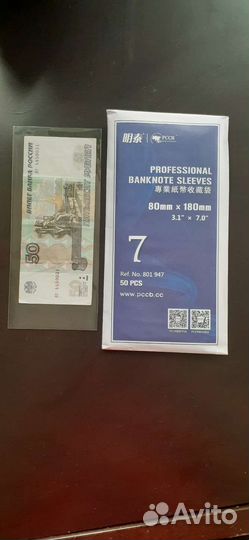 БИЛЕТ БАНКА РОССИИ
50
明泰 PCCB
PROFESSIONAL
BANKNOTE SLEEVES
專業紙幣收藏袋
80mm × 180mm
3.1" × 7.0"
7
Ref. No. 801 947
50 PCS
www.pccb.cc
Avito